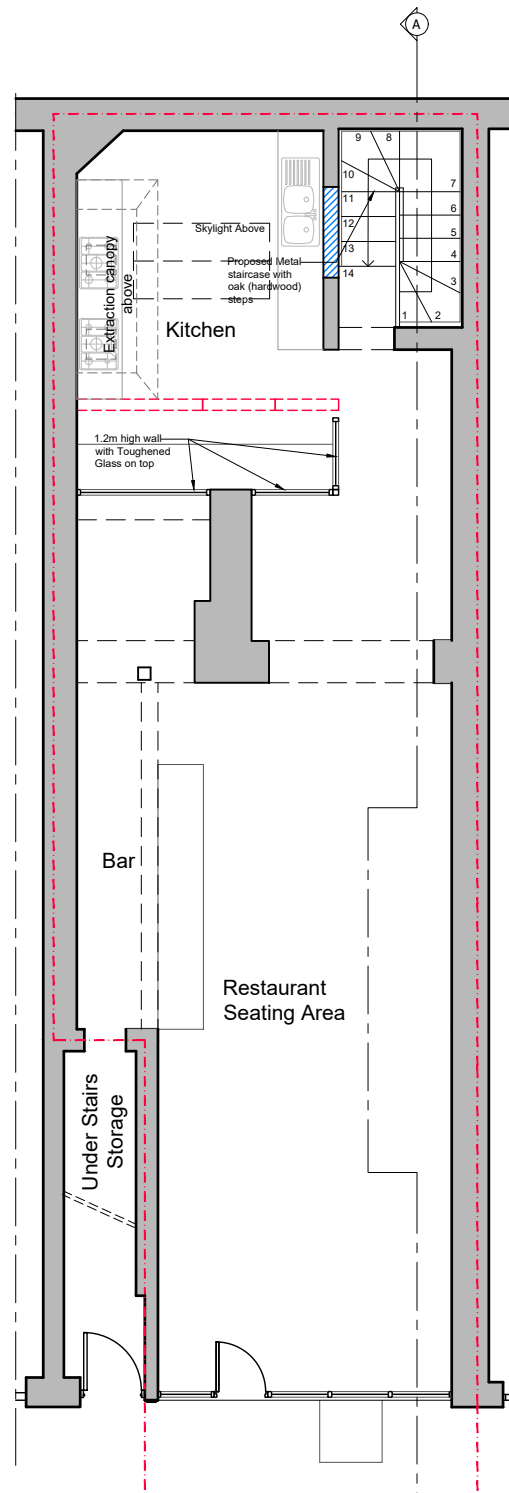 A
9
8
10
7
11
6
12
5
13
4
14
3
1
2
Skylight Above
Proposed Metal
staircase with
oak (hardwood)
steps
Extraction canopy
above
Kitchen
1.2m high wall
with Toughened
Glass on top
Bar
Restaurant
Seating Area
Under Stairs
Storage